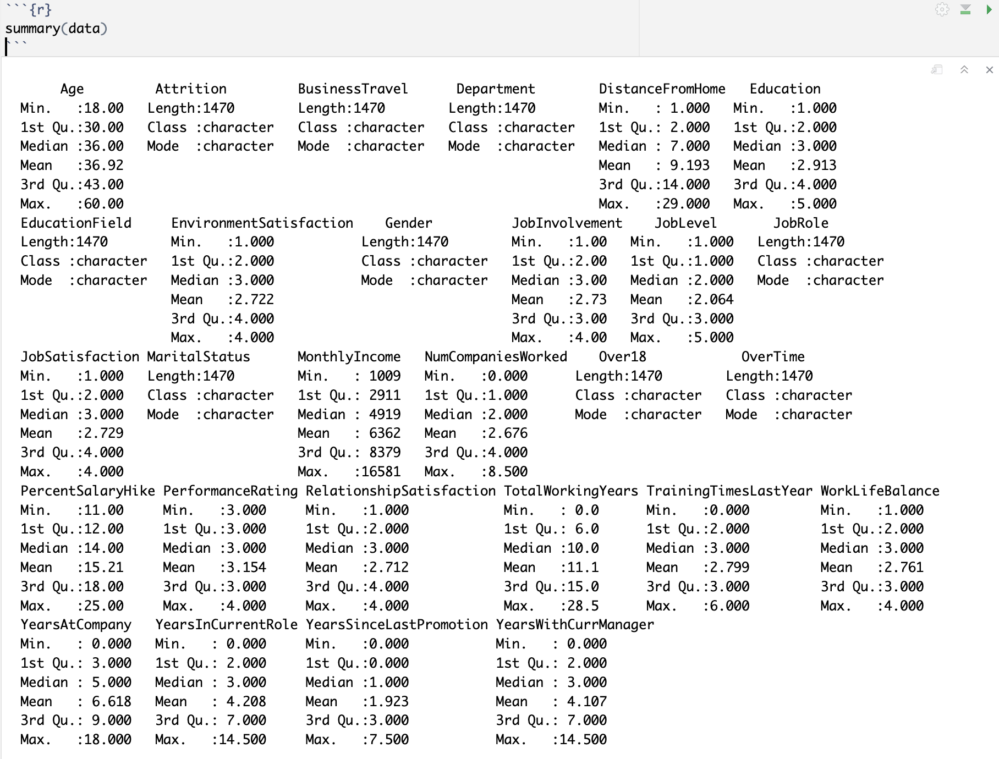 ```{r}
summary(data)
```
      Age         Attrition         BusinessTravel      Department        DistanceFromHome   Education
 Min.   :18.00   Length:1470        Length:1470        Length:1470        Min.   : 1.000   Min.   :1.000
 1st Qu.:30.00   Class :character   Class :character   Class :character   1st Qu.: 2.000   1st Qu.:2.000
 Median :36.00   Mode  :character   Mode  :character   Mode  :character   Median : 7.000   Median :3.000
 Mean   :36.92                                                            Mean   : 9.193   Mean   :2.913
 3rd Qu.:43.00                                                            3rd Qu.:14.000   3rd Qu.:4.000
 Max.   :60.00                                                            Max.   :29.000   Max.   :5.000
 EducationField     EnvironmentSatisfaction    Gender          JobInvolvement    JobLevel       JobRole
 Length:1470        Min.   :1.000           Length:1470        Min.   :1.00   Min.   :1.000   Length:1470
 Class :character   1st Qu.:2.000           Class :character   1st Qu.:2.00   1st Qu.:1.000   Class :character
 Mode  :character   Median :3.000           Mode  :character   Median :3.00   Median :2.000   Mode  :character
                    Mean   :2.722                              Mean   :2.73   Mean   :2.064
                    3rd Qu.:4.000                              3rd Qu.:3.00   3rd Qu.:3.000
                    Max.   :4.000                              Max.   :4.00   Max.   :5.000
 JobSatisfaction MaritalStatus      MonthlyIncome   NumCompaniesWorked    Over18            OverTime
 Min.   :1.000   Length:1470        Min.   : 1009   Min.   :0.000      Length:1470        Length:1470
 1st Qu.:2.000   Class :character   1st Qu.: 2911   1st Qu.:1.000      Class :character   Class :character
 Median :3.000   Mode  :character   Median : 4919   Median :2.000      Mode  :character   Mode  :character
 Mean   :2.729                      Mean   : 6362   Mean   :2.676
 3rd Qu.:4.000                      3rd Qu.: 8379   3rd Qu.:4.000
 Max.   :4.000                      Max.   :16581   Max.   :8.500
 PercentSalaryHike PerformanceRating RelationshipSatisfaction TotalWorkingYears TrainingTimesLastYear WorkLifeBalance
 Min.   :11.00     Min.   :3.000     Min.   :1.000            Min.   : 0.0      Min.   :0.000         Min.   :1.000
 1st Qu.:12.00     1st Qu.:3.000     1st Qu.:2.000            1st Qu.: 6.0      1st Qu.:2.000         1st Qu.:2.000
 Median :14.00     Median :3.000     Median :3.000            Median :10.0      Median :3.000         Median :3.000
 Mean   :15.21     Mean   :3.154     Mean   :2.712            Mean   :11.1      Mean   :2.799         Mean   :2.761
 3rd Qu.:18.00     3rd Qu.:3.000     3rd Qu.:4.000            3rd Qu.:15.0      3rd Qu.:3.000         3rd Qu.:3.000
 Max.   :25.00     Max.   :4.000     Max.   :4.000            Max.   :28.5      Max.   :6.000         Max.   :4.000
 YearsAtCompany   YearsInCurrentRole YearsSinceLastPromotion YearsWithCurrManager
 Min.   : 0.000   Min.   : 0.000     Min.   :0.000           Min.   : 0.000
 1st Qu.: 3.000   1st Qu.: 2.000     1st Qu.:0.000           1st Qu.: 2.000
 Median : 5.000   Median : 3.000     Median :1.000           Median : 3.000
 Mean   : 6.618   Mean   : 4.208     Mean   :1.923           Mean   : 4.107
 3rd Qu.: 9.000   3rd Qu.: 7.000     3rd Qu.:3.000           3rd Qu.: 7.000
 Max.   :18.000   Max.   :14.500     Max.   :7.500           Max.   :14.500